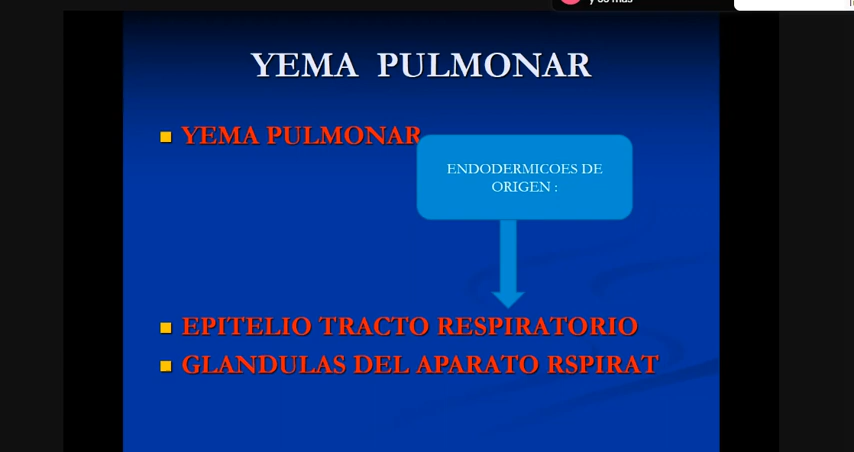 YEMA PULMONAR
YEMA PULMONAR
ENDODERMICOES DE
ORIGEN :
EPITELIO TRACTO RESPIRATORIO
GLANDULAS DEL APARATO RSPIRAT